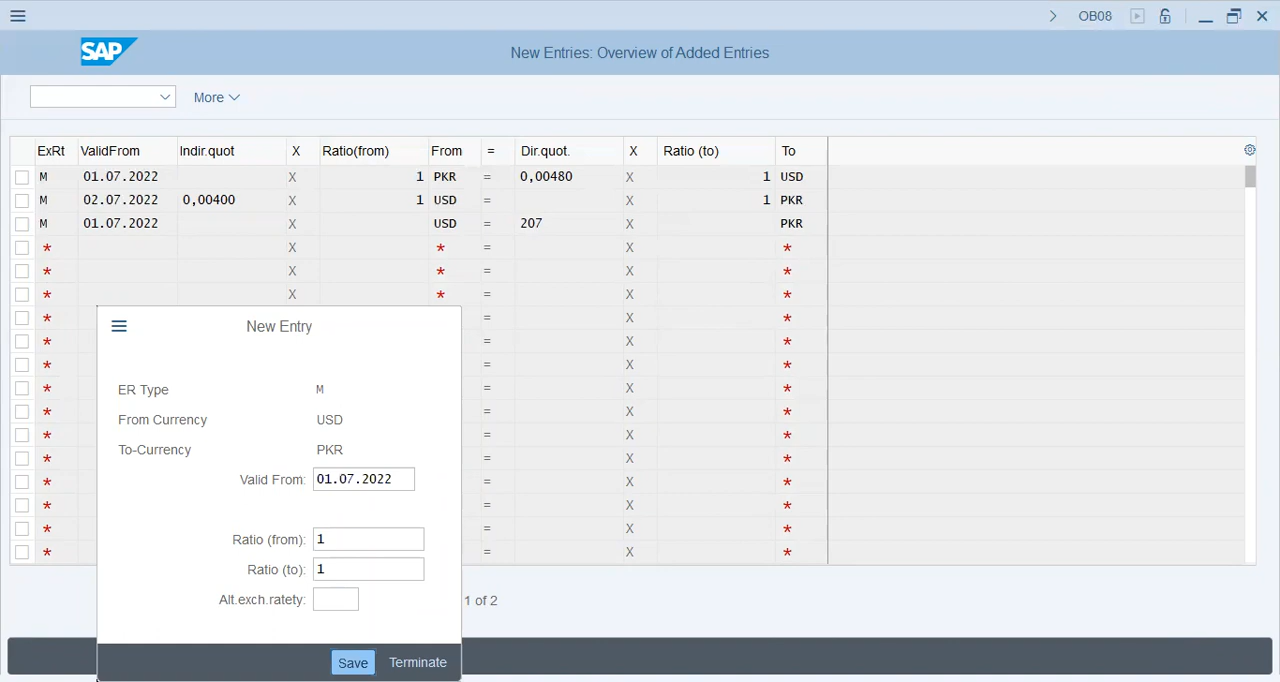 OB08
SAP
New Entries: Overview of Added Entries
More
ExRt ValidFrom Indir.quot X Ratio(from) From = Dir.quot. X Ratio (to) To
M 01.07.2022 X 1 PKR = 0,00480 X 1 USD
M 02.07.2022 0,00400 X 1 USD = X 1 PKR
M 01.07.2022 X USD = 207 X PKR
* X * = X *
* X * = X *
* X * = X *
* = X *
* = X *
* = X *
* = X *
* = X *
* = X *
* = X *
* = X *
* = X *
* = X *
* = X *
New Entry
ER Type M
From Currency USD
To-Currency PKR
Valid From: 01.07.2022
Ratio (from): 1
Ratio (to): 1
Alt.exch.ratety:
1 of 2
Save Terminate